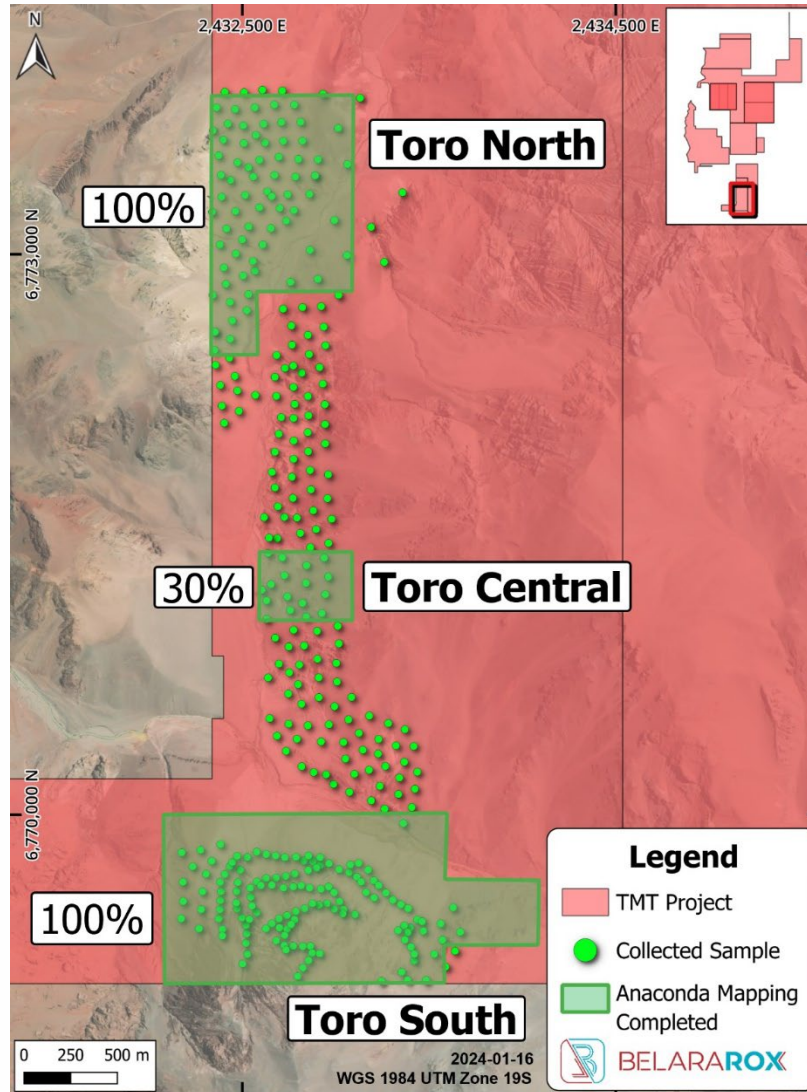 N
2,432,500 E
2,434,500 E
Toro North
100%
6,773,000 N
30%
Toro Central
6,770,000 N
100%
Toro South
Legend
TMT Project
Collected Sample
Anaconda Mapping
Completed
BELARAROX
0 250 500 m
2024-01-16
WGS 1984 UTM Zone 19S